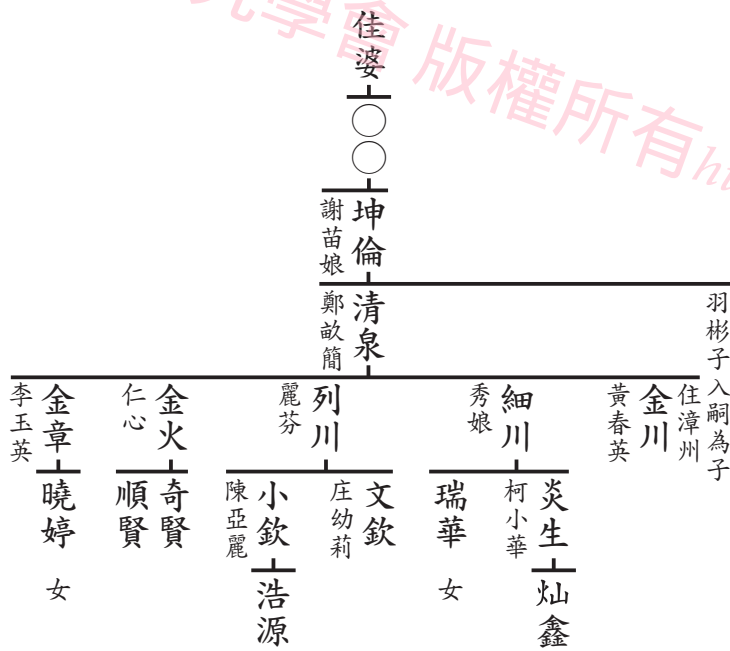 究學會 版權所有 ht
佳婆
〇〇
坤倫
謝苗娘
清泉
鄭畝簡
羽彬子入嗣為子
住漳州
金川
黃春英
細川
秀娘
列川
麗芬
金火
仁心
金章
李玉英
炎生
柯小華
瑞華 女
文欽
庄幼莉
小欽
陳亞麗
奇賢
順賢
曉婷 女
灿鑫
浩源